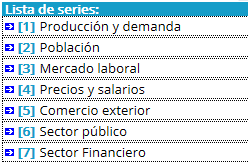 Lista de series:
[1] Producción y demanda
[2] Población
[3] Mercado laboral
[4] Precios y salarios
[5] Comercio exterior
[6] Sector público
[7] Sector Financiero